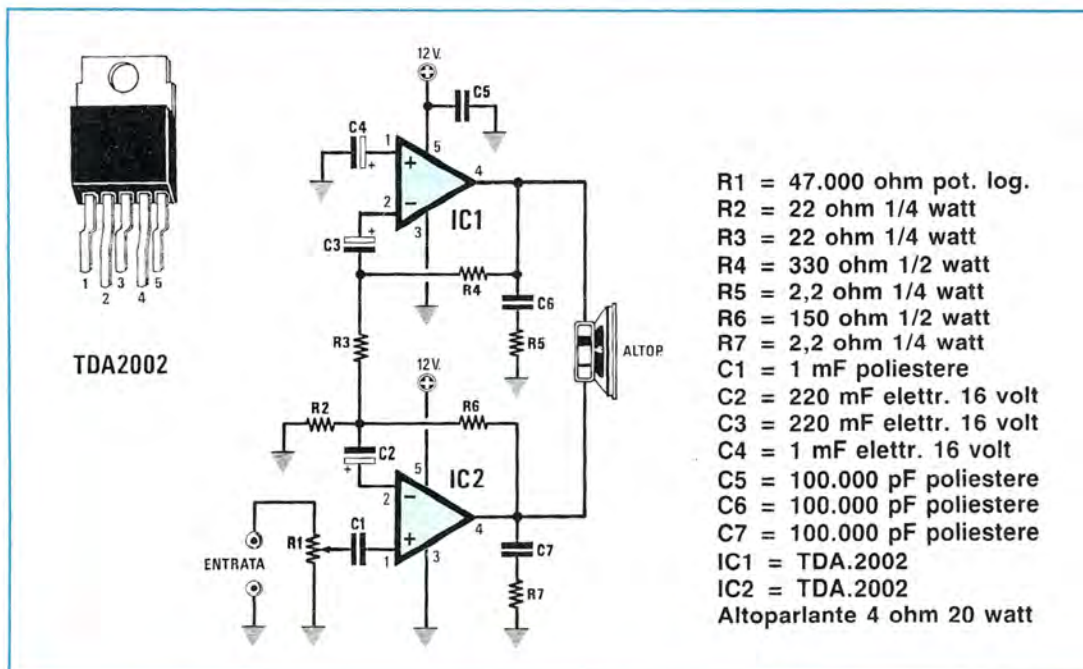 1 2 3 4 5
TDA2002
12 V.
C5
C4
1
5
+
4
2
−
IC1
+
C3
3
R4
C6
R3
R5
12 V.
ALTOP.
R2
R6
C2
+
5
IC2
2
−
4
C1
R1
+
1
3
C7
ENTRATA
R7
R1 = 47.000 ohm pot. log.
R2 = 22 ohm 1/4 watt
R3 = 22 ohm 1/4 watt
R4 = 330 ohm 1/2 watt
R5 = 2,2 ohm 1/4 watt
R6 = 150 ohm 1/2 watt
R7 = 2,2 ohm 1/4 watt
C1 = 1 mF poliestere
C2 = 220 mF elettr. 16 volt
C3 = 220 mF elettr. 16 volt
C4 = 1 mF elettr. 16 volt
C5 = 100.000 pF poliestere
C6 = 100.000 pF poliestere
C7 = 100.000 pF poliestere
IC1 = TDA.2002
IC2 = TDA.2002
Altoparlante 4 ohm 20 watt